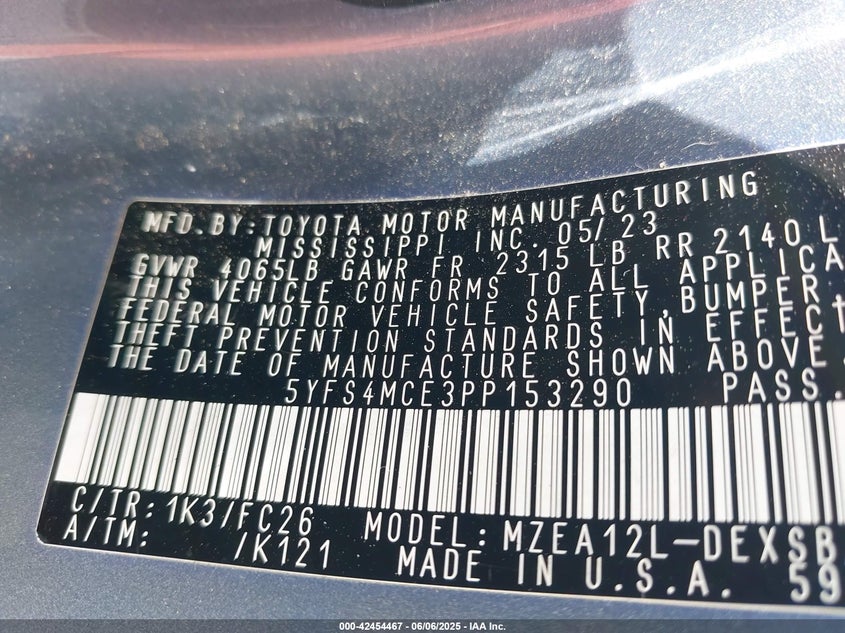 MFD. BY: TOYOTA MOTOR MANUFACTURING
MISSISSIPPI INC. 05/23
GVWR 4065LB GAWR FR 2315 LB RR 2140 L
THIS VEHICLE CONFORMS TO ALL APPLICA
FEDERAL MOTOR VEHICLE SAFETY, BUMPER,
THEFT PREVENTION STANDARDS IN EFFECT
THE DATE OF MANUFACTURE SHOWN ABOVE.
5YFS4MCE3PP153290 PASS.
C/TR: 1K3/FC26 MODEL: MZEA12L-DEXSB
A/TM: /K121 MADE IN U.S.A. 59
000-42454467 - 06/06/2025 - IAA Inc.